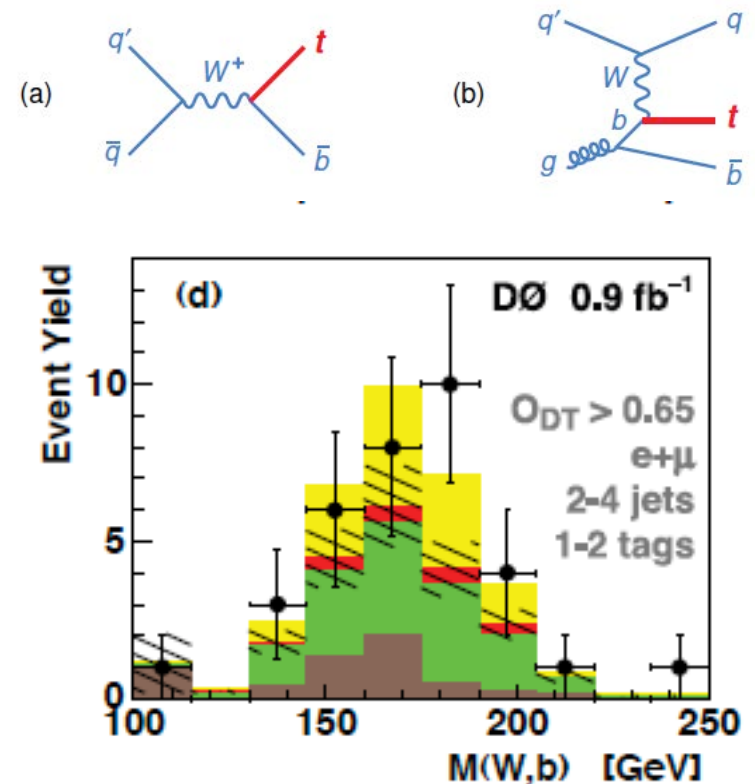 (a)
q′
W⁺
t
q̅
b̅
(b)
q′
q
W
b
t
g
b̅
Event Yield
(d)
DØ 0.9 fb⁻¹
O_DT > 0.65
e+μ
2-4 jets
1-2 tags
10
5
0
100
150
200
250
M(W,b) [GeV]